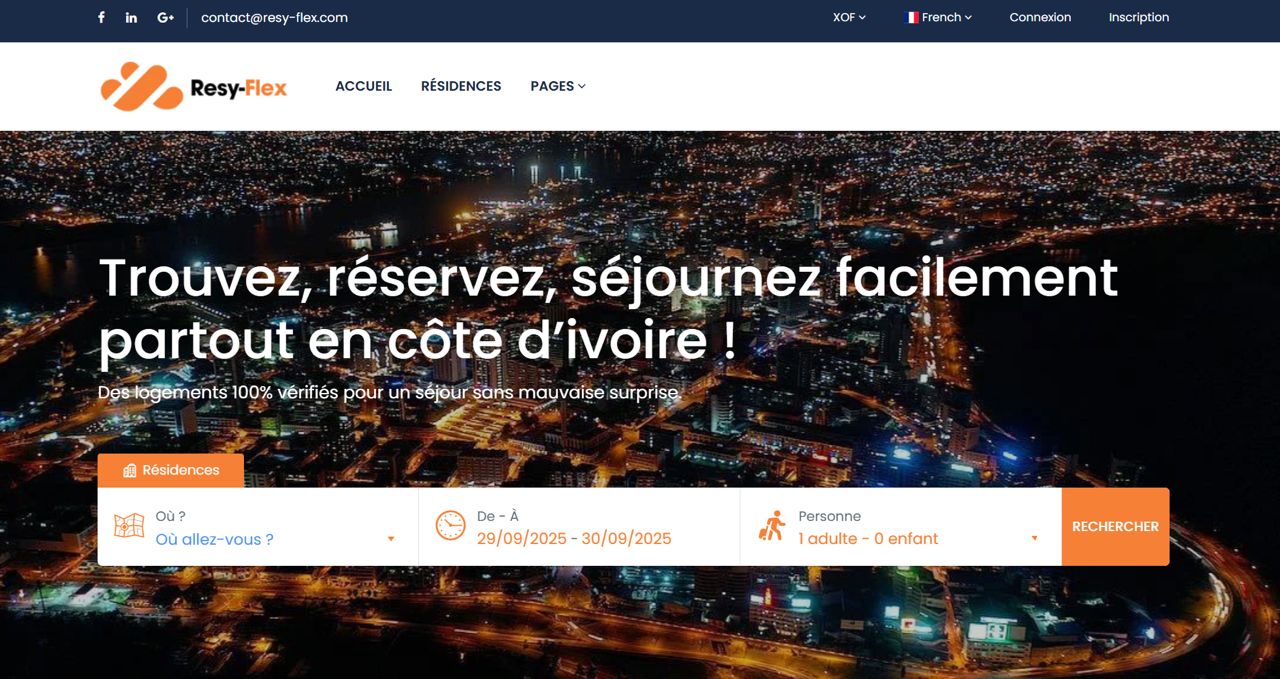 contact@resy-flex.com
XOF
French
Connexion
Inscription
Resy-Flex
ACCUEIL
RÉSIDENCES
PAGES
Trouvez, réservez, séjournez facilement
partout en côte d’ivoire !
Des logements 100% vérifiés pour un séjour sans mauvaise surprise.
Résidences
Où ?
Où allez-vous ?
De - À
29/09/2025 - 30/09/2025
Personne
1 adulte - 0 enfant
RECHERCHER